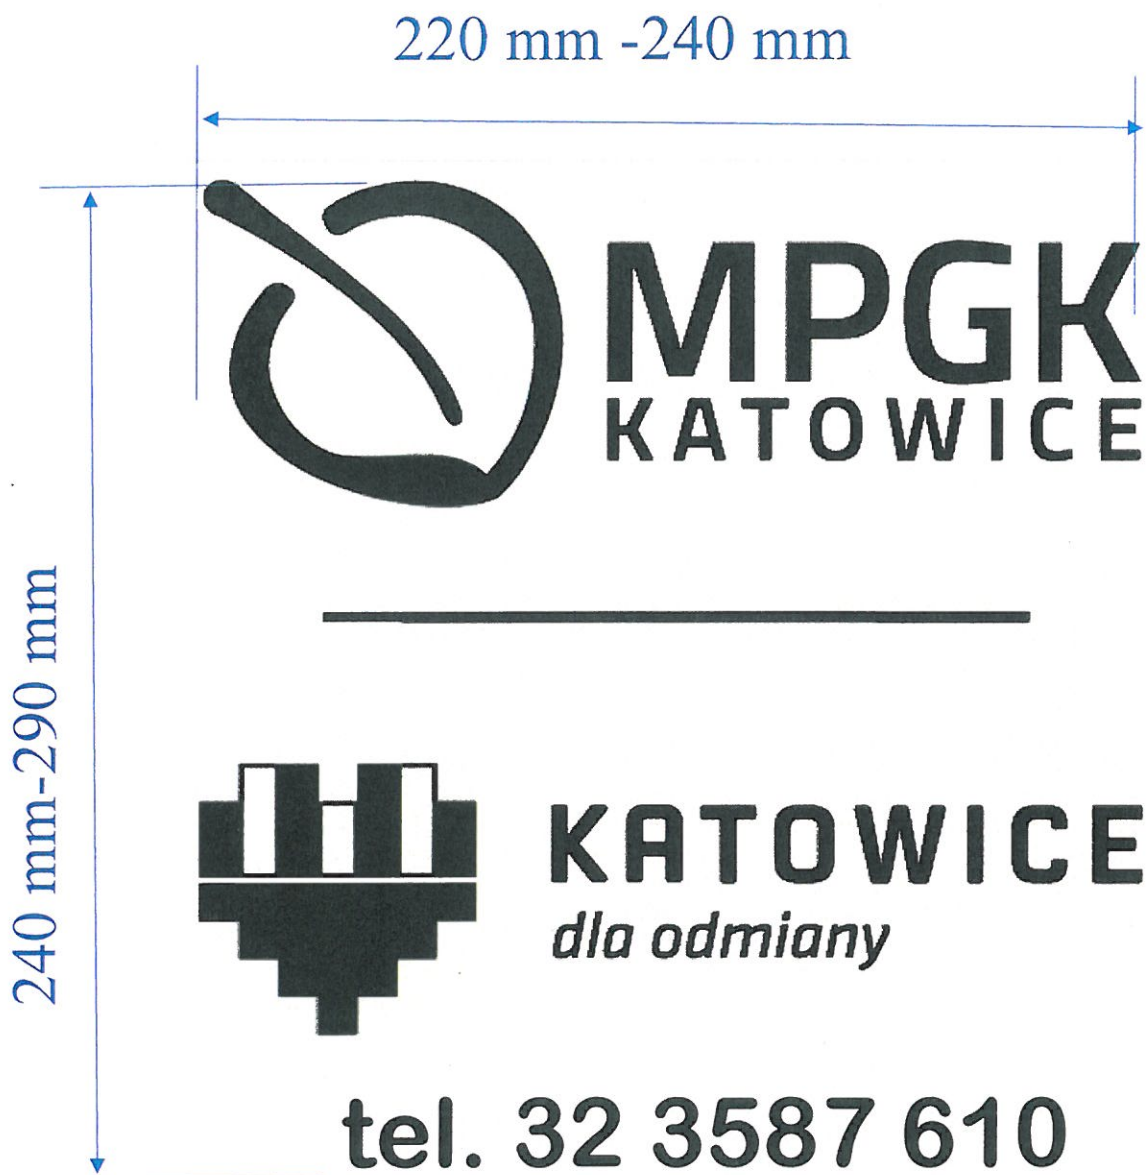 220 mm -240 mm
MPGK
KATOWICE
240 mm-290 mm
KATOWICE
dla odmiany
tel. 32 3587 610